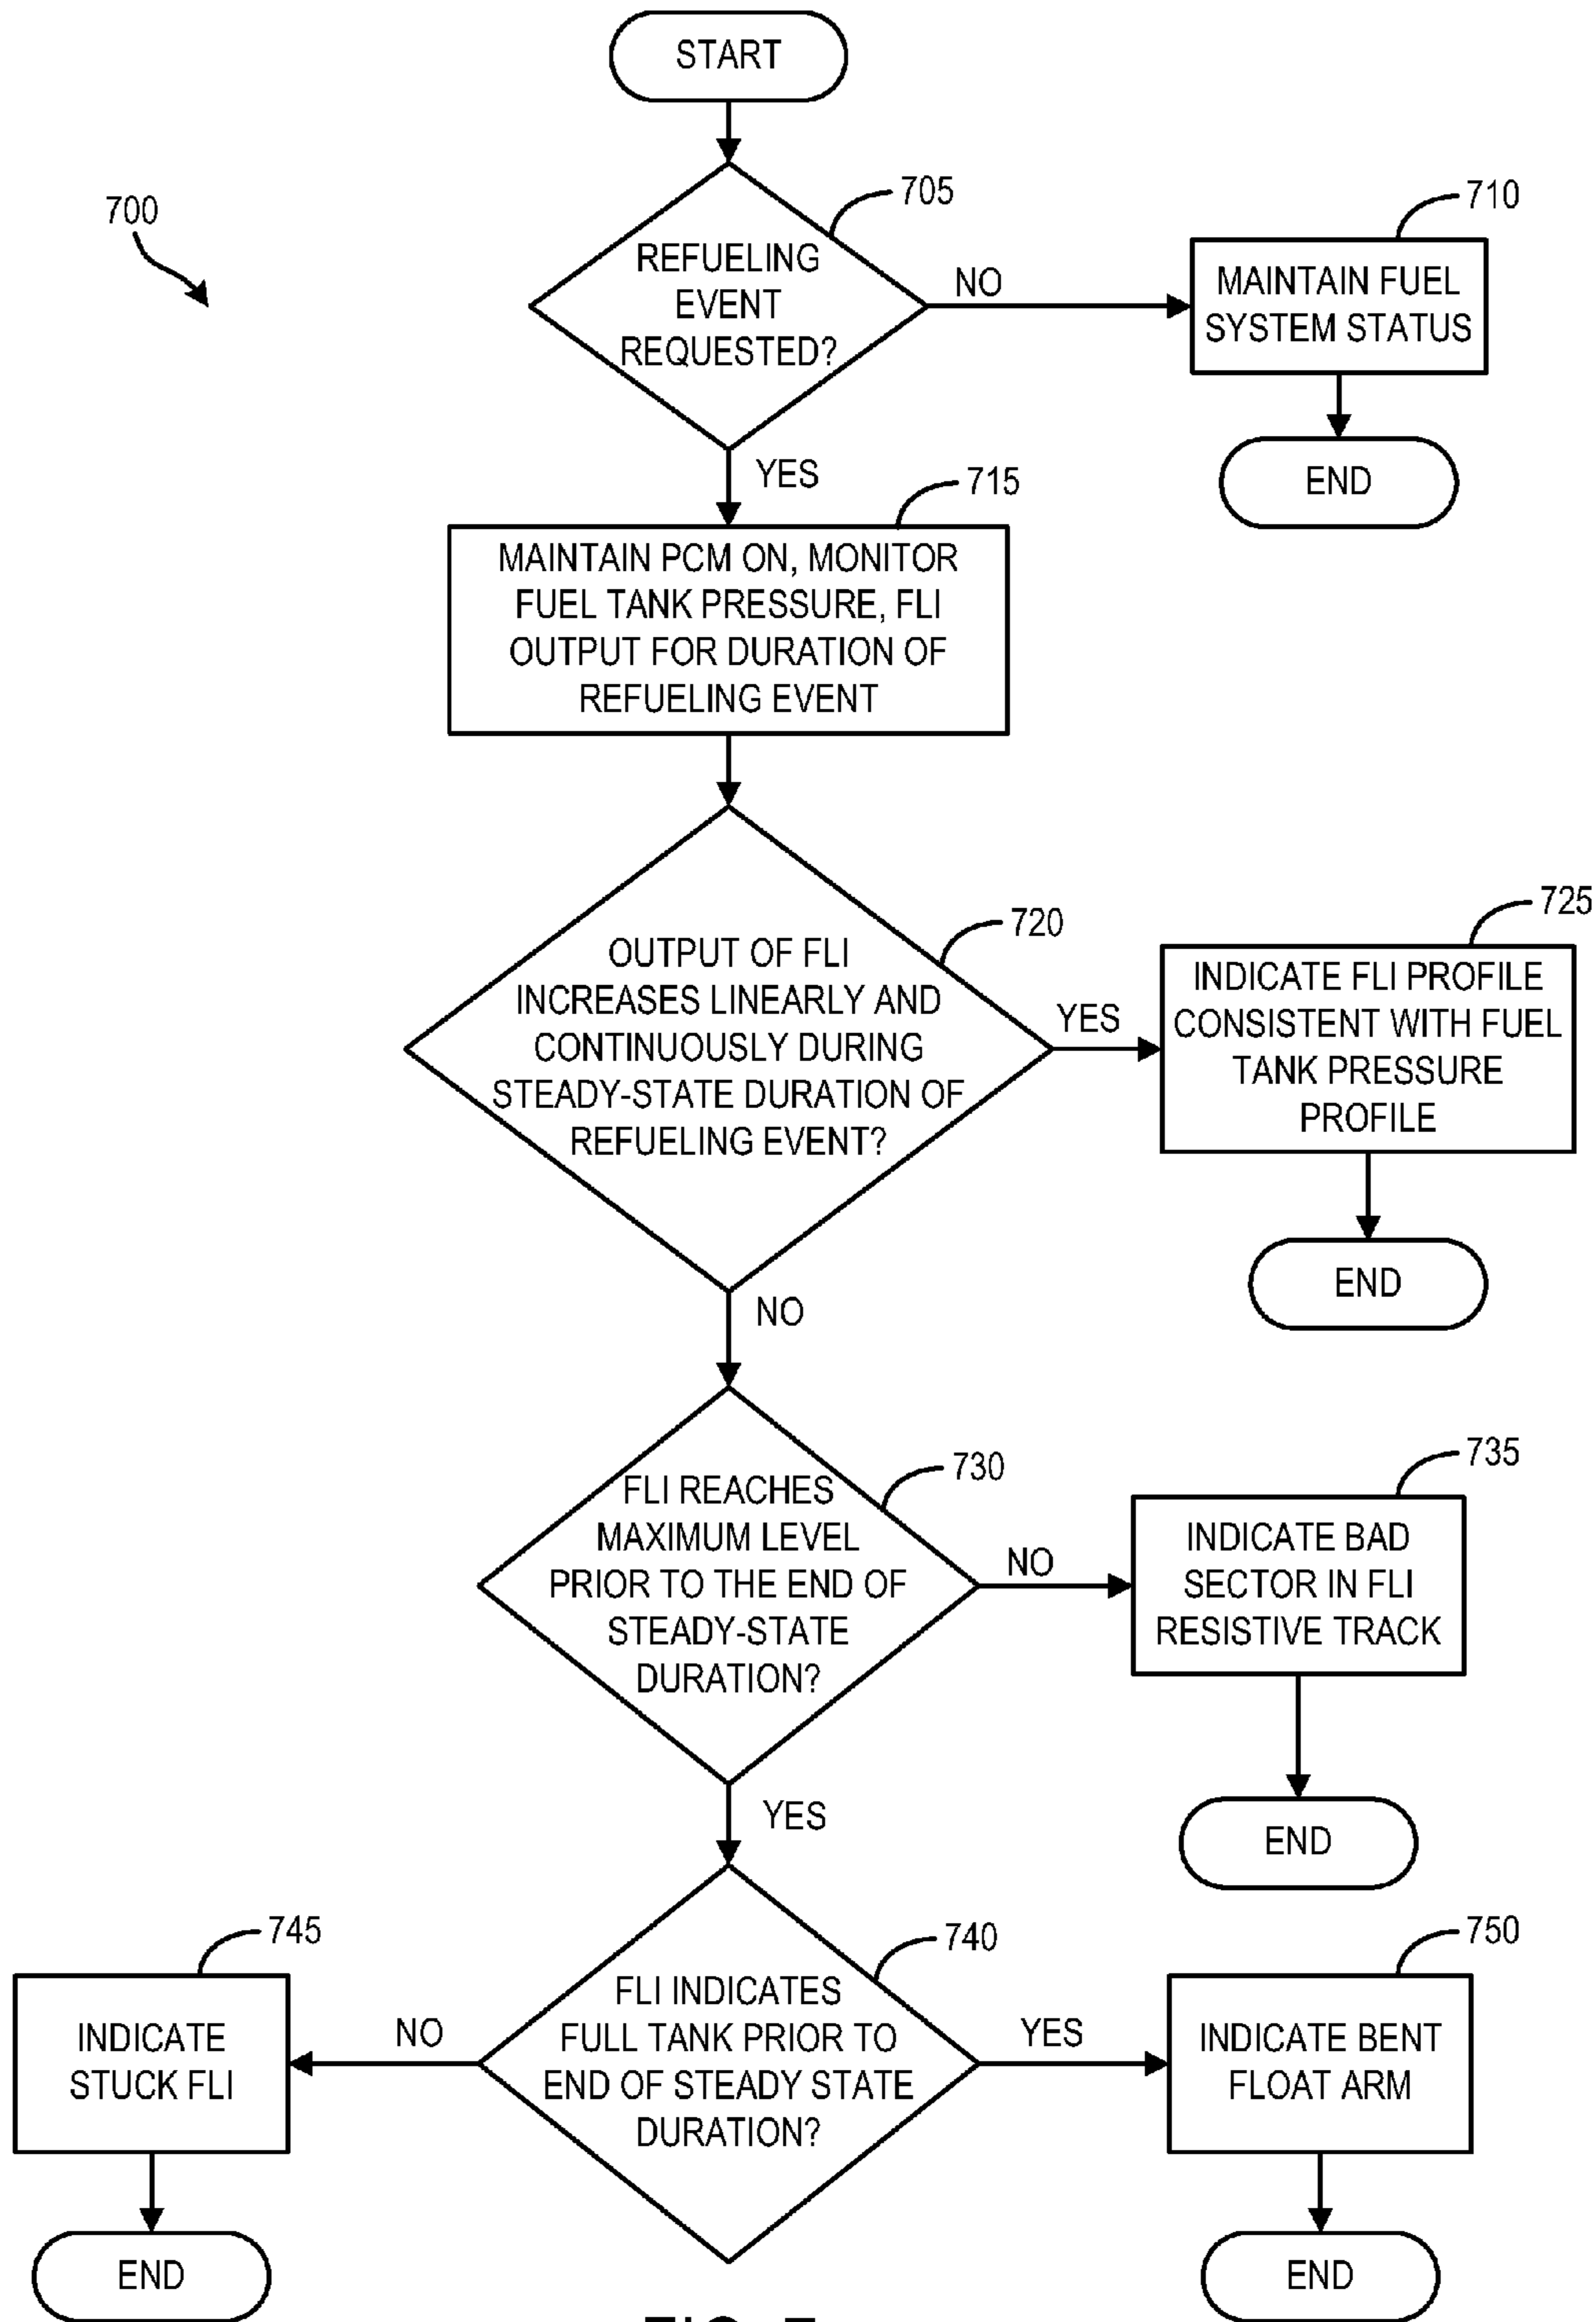 START
700
705
REFUELING
EVENT
REQUESTED?
NO
710
MAINTAIN FUEL
SYSTEM STATUS
END
YES
715
MAINTAIN PCM ON, MONITOR
FUEL TANK PRESSURE, FLI
OUTPUT FOR DURATION OF
REFUELING EVENT
720
OUTPUT OF FLI
INCREASES LINEARLY AND
CONTINUOUSLY DURING
STEADY-STATE DURATION OF
REFUELING EVENT?
YES
725
INDICATE FLI PROFILE
CONSISTENT WITH FUEL
TANK PRESSURE
PROFILE
END
NO
730
FLI REACHES
MAXIMUM LEVEL
PRIOR TO THE END OF
STEADY-STATE
DURATION?
NO
735
INDICATE BAD
SECTOR IN FLI
RESISTIVE TRACK
END
YES
740
FLI INDICATES
FULL TANK PRIOR TO
END OF STEADY STATE
DURATION?
NO
745
INDICATE
STUCK FLI
END
YES
750
INDICATE BENT
FLOAT ARM
END